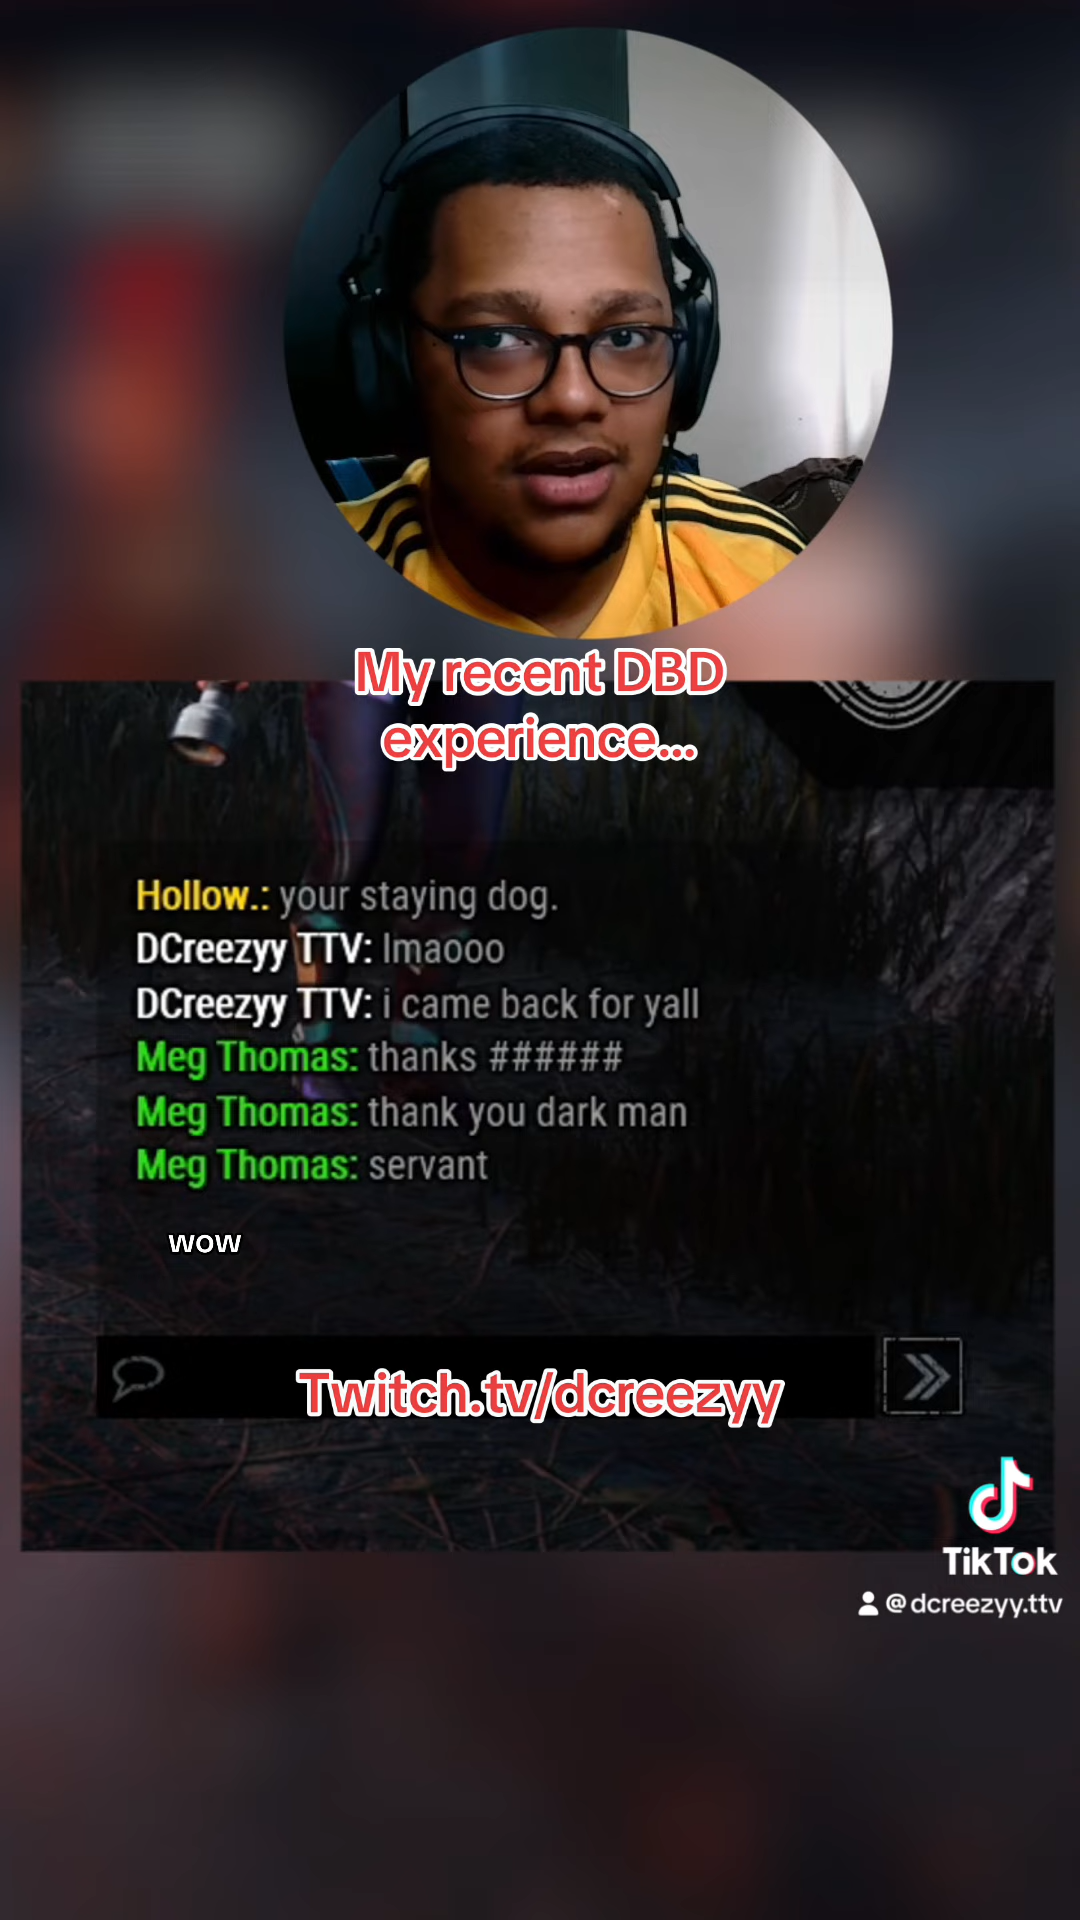 My recent DBD
experience...
Hollow.: your staying dog.
DCreezyy TTV: lmaooo
DCreezyy TTV: i came back for yall
Meg Thomas: thanks ######
Meg Thomas: thank you dark man
Meg Thomas: servant
wow
Twitch.tv/dcreezyy
TikTok
@dcreezyy.ttv